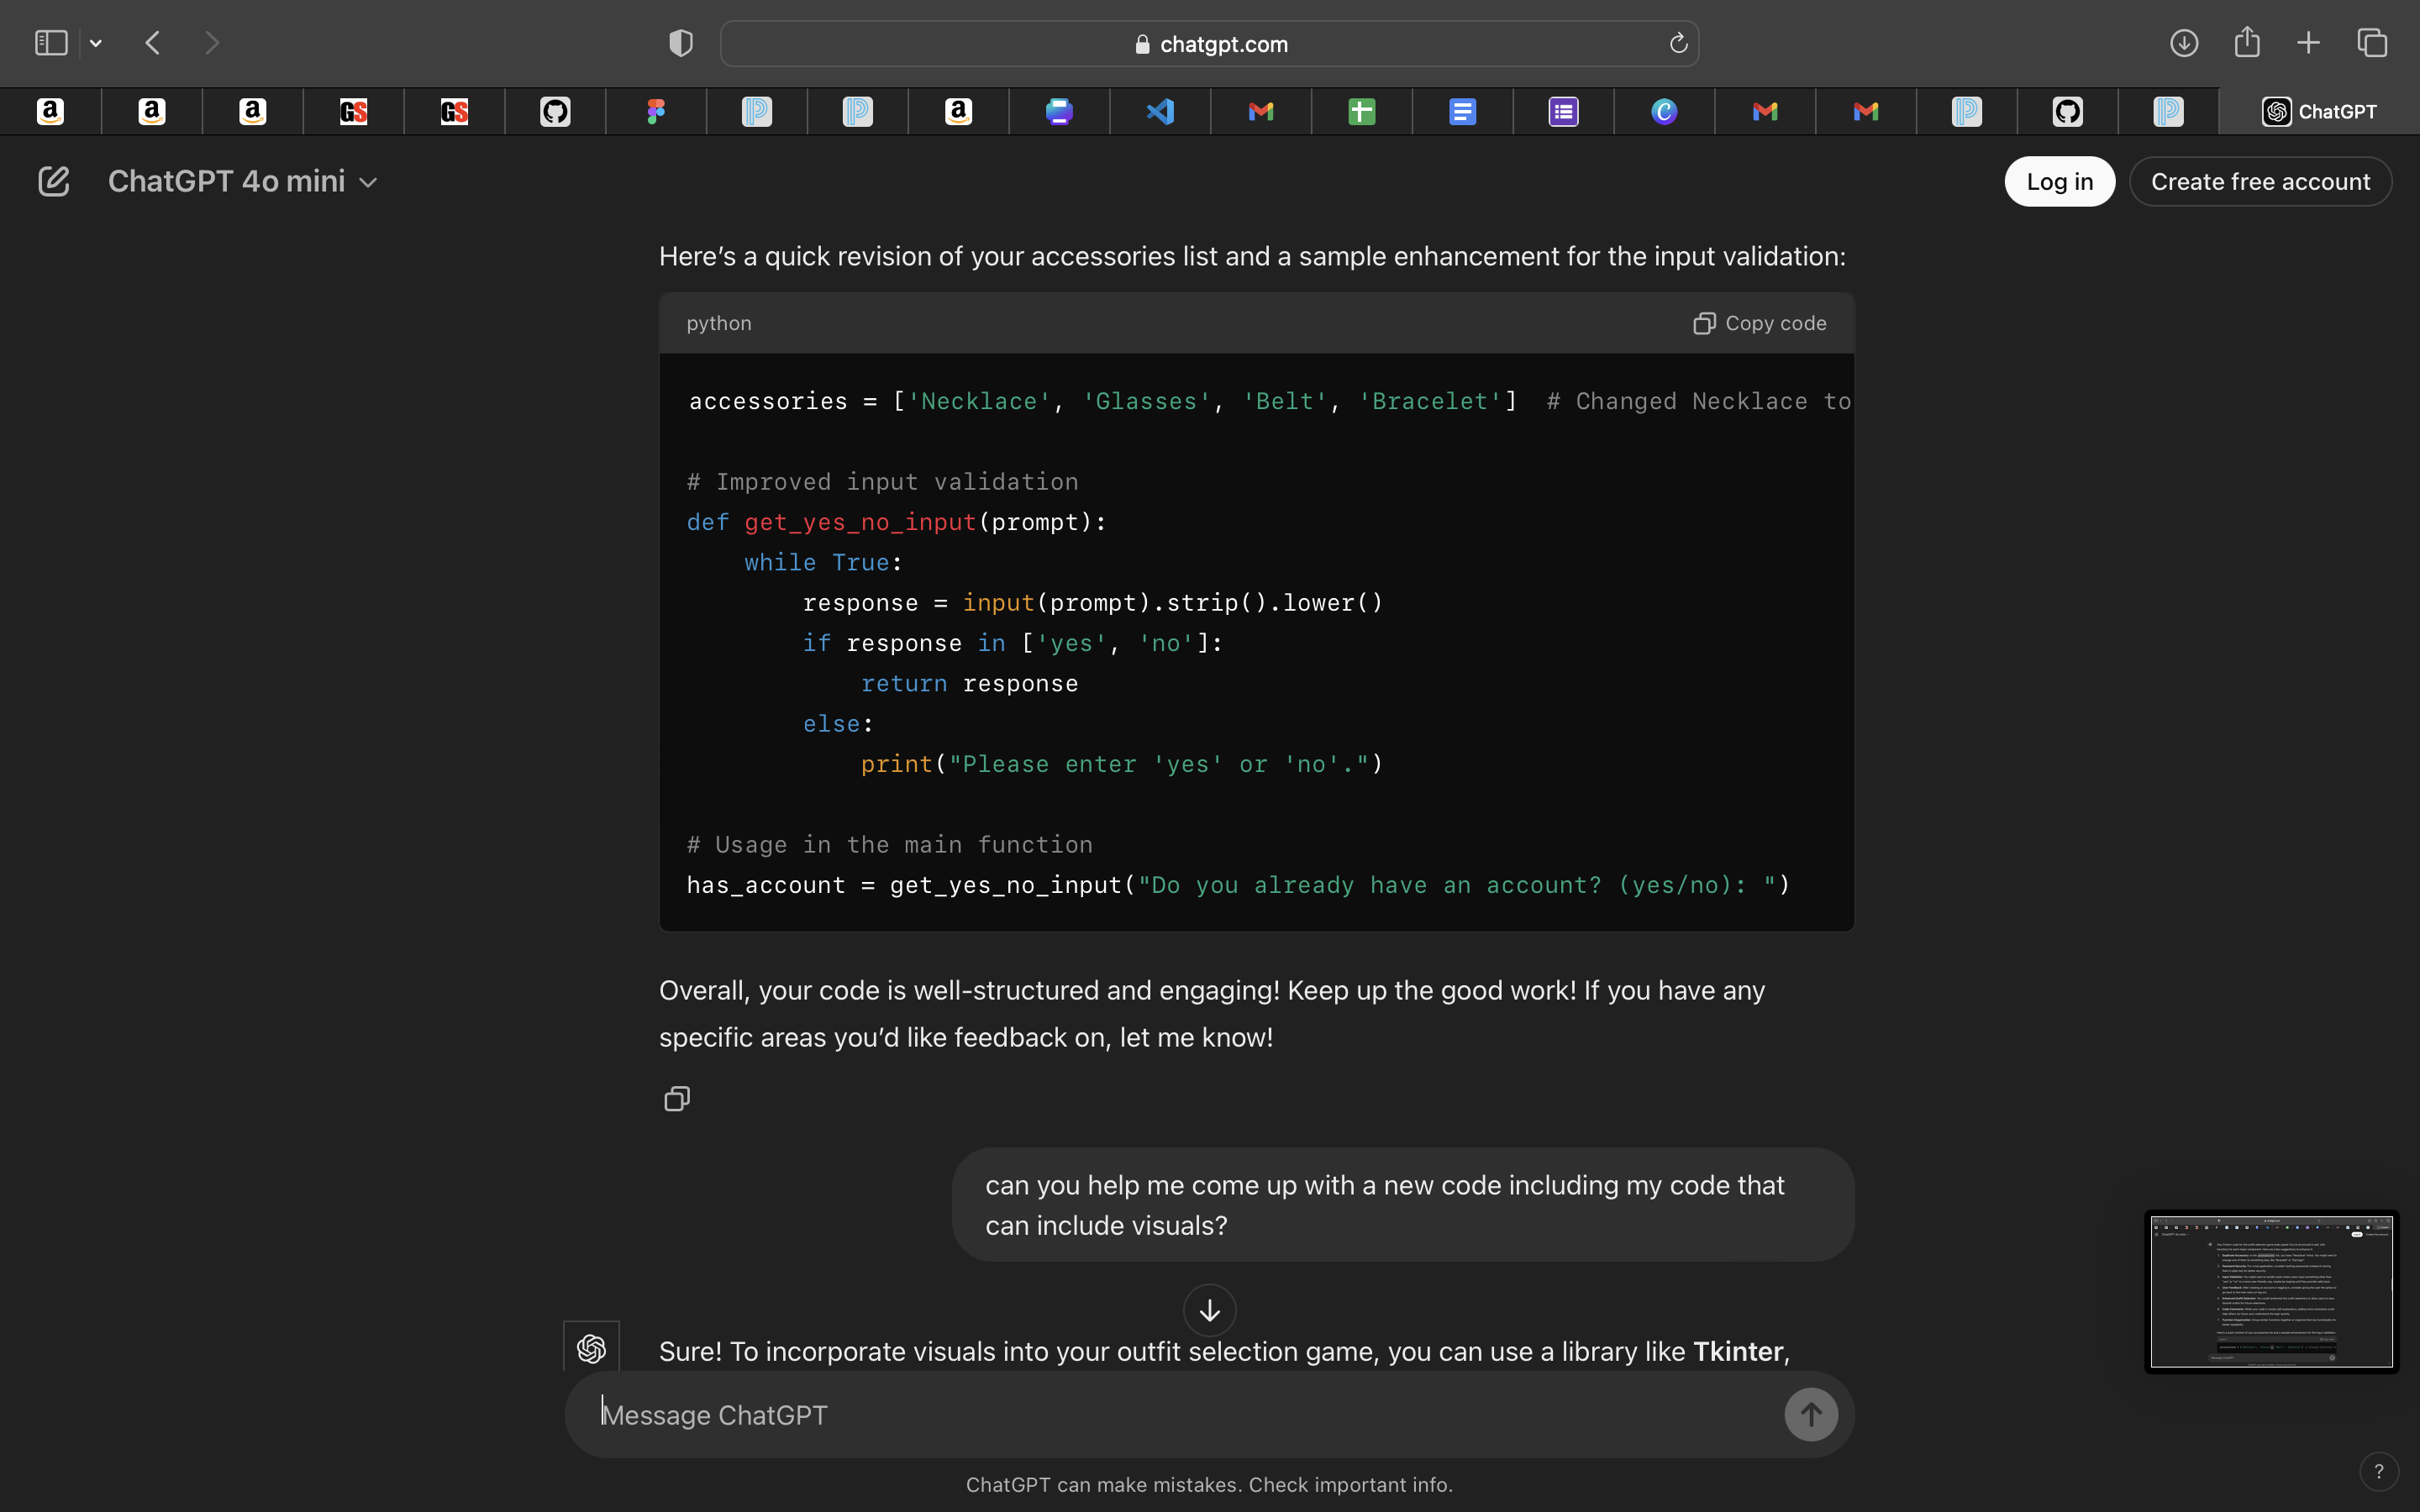 chatgpt.com
ChatGPT
ChatGPT 4o mini
Log in
Create free account
Here’s a quick revision of your accessories list and a sample enhancement for the input validation:
python
Copy code
accessories = ['Necklace', 'Glasses', 'Belt', 'Bracelet']  # Changed Necklace to
# Improved input validation
def get_yes_no_input(prompt):
    while True:
        response = input(prompt).strip().lower()
        if response in ['yes', 'no']:
            return response
        else:
            print("Please enter 'yes' or 'no'.")
# Usage in the main function
has_account = get_yes_no_input("Do you already have an account? (yes/no): ")
Overall, your code is well-structured and engaging! Keep up the good work! If you have any
specific areas you’d like feedback on, let me know!
can you help me come up with a new code including my code that
can include visuals?
Sure! To incorporate visuals into your outfit selection game, you can use a library like Tkinter,
Message ChatGPT
ChatGPT can make mistakes. Check important info.
?